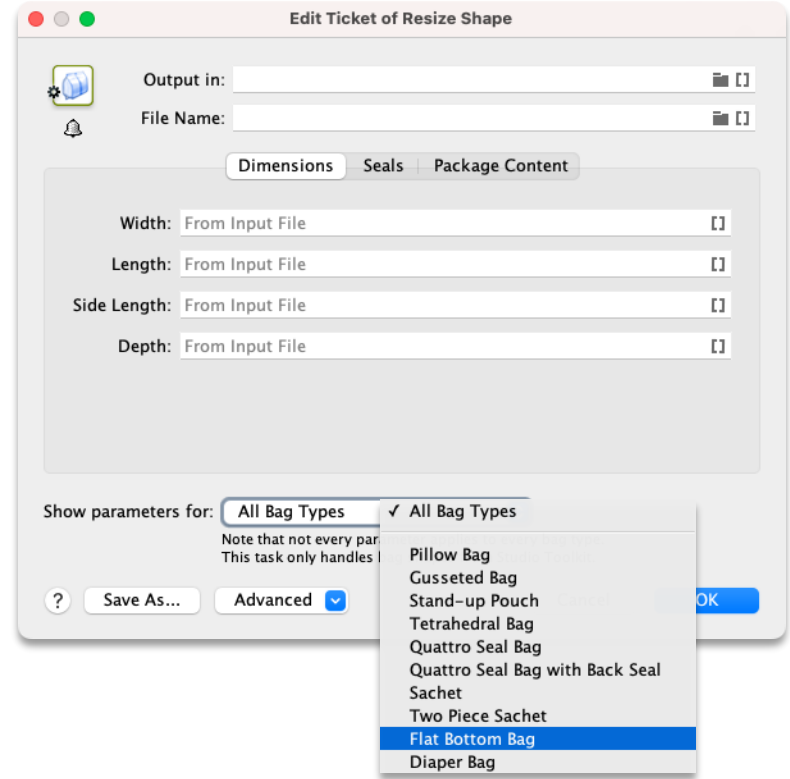 Edit Ticket of Resize Shape
Output in:
File Name:
Dimensions Seals Package Content
Width: From Input File
Length: From Input File
Side Length: From Input File
Depth: From Input File
Show parameters for: All Bag Types
✓ All Bag Types
Note that not every
This task only handles
Pillow Bag
Gusseted Bag
Stand-up Pouch
Tetrahedral Bag
Quattro Seal Bag
Quattro Seal Bag with Back Seal
Sachet
Two Piece Sachet
Flat Bottom Bag
Diaper Bag
? Save As... Advanced Cancel OK